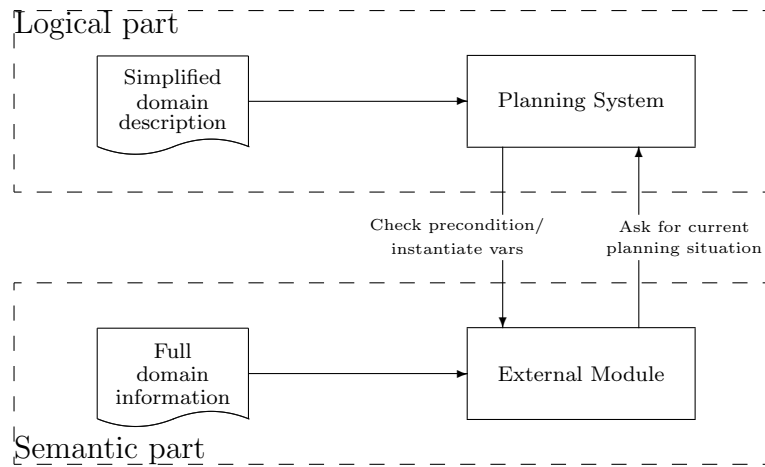 Logical part
Simplified
domain
description
Planning System
Check precondition/
instantiate vars
Ask for current
planning situation
Full
domain
information
External Module
Semantic part